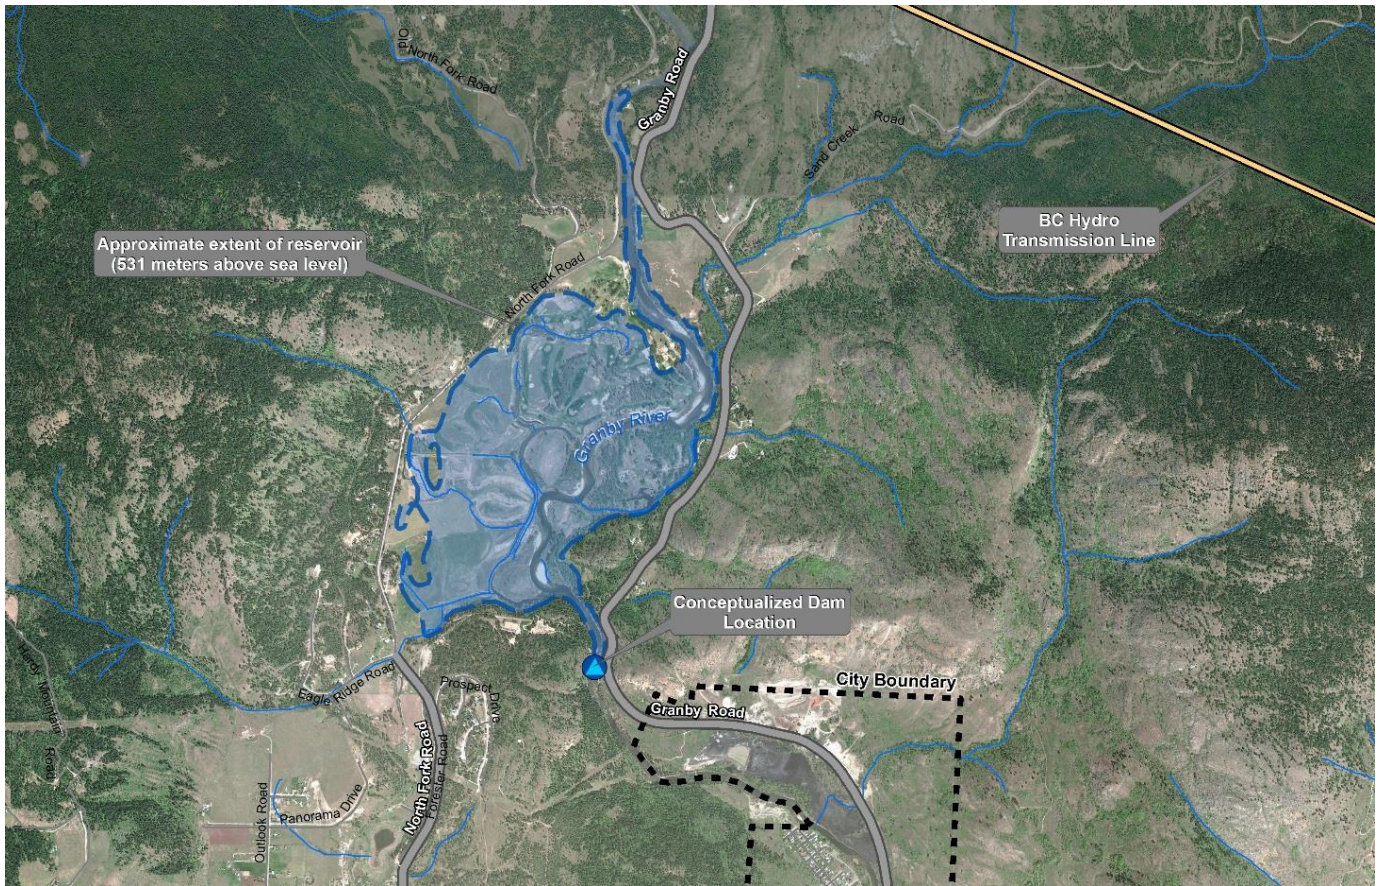 Old
North Fork Road
Granby Road
Sand Creek Road
BC Hydro
Transmission Line
Approximate extent of reservoir
(531 meters above sea level)
North Fork Road
Granby River
Conceptualized Dam
Location
City Boundary
Granby Road
Eagle Ridge Road
Prospect Drive
Hardy Mountain Road
North Fork Road
Forester Road
Outlook Road
Panorama Drive